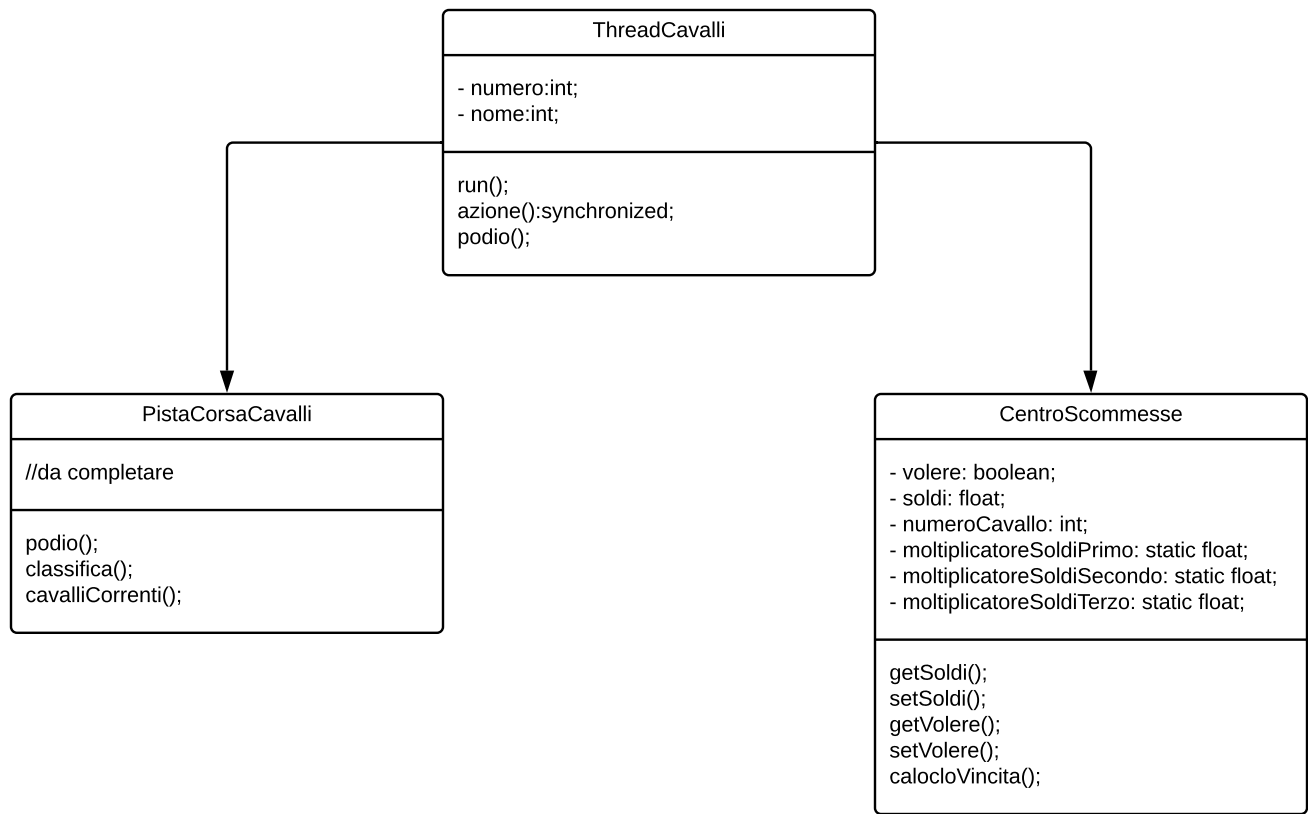 ThreadCavalli
- numero:int;
- nome:int;
run();
azione():synchronized;
podio();
PistaCorsaCavalli
//da completare
podio();
classifica();
cavalliCorrenti();
CentroScommesse
- volere: boolean;
- soldi: float;
- numeroCavallo: int;
- moltiplicatoreSoldiPrimo: static float;
- moltiplicatoreSoldiSecondo: static float;
- moltiplicatoreSoldiTerzo: static float;
getSoldi();
setSoldi();
getVolere();
setVolere();
calocloVincita();